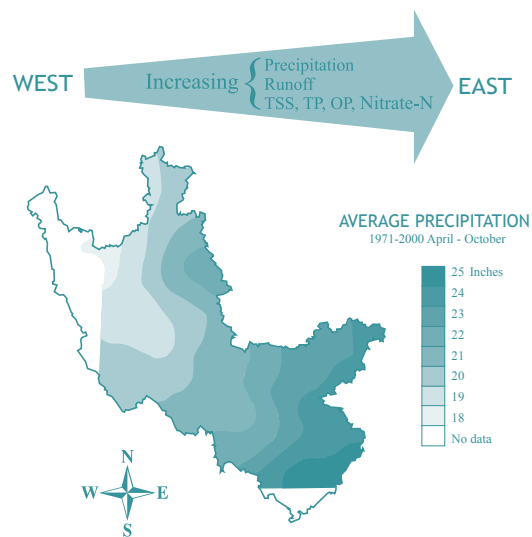 WEST
Increasing { Precipitation
Runoff
TSS, TP, OP, Nitrate-N
EAST
AVERAGE PRECIPITATION
1971-2000 April - October
25 Inches
24
23
22
21
20
19
18
No data
N
W E
S